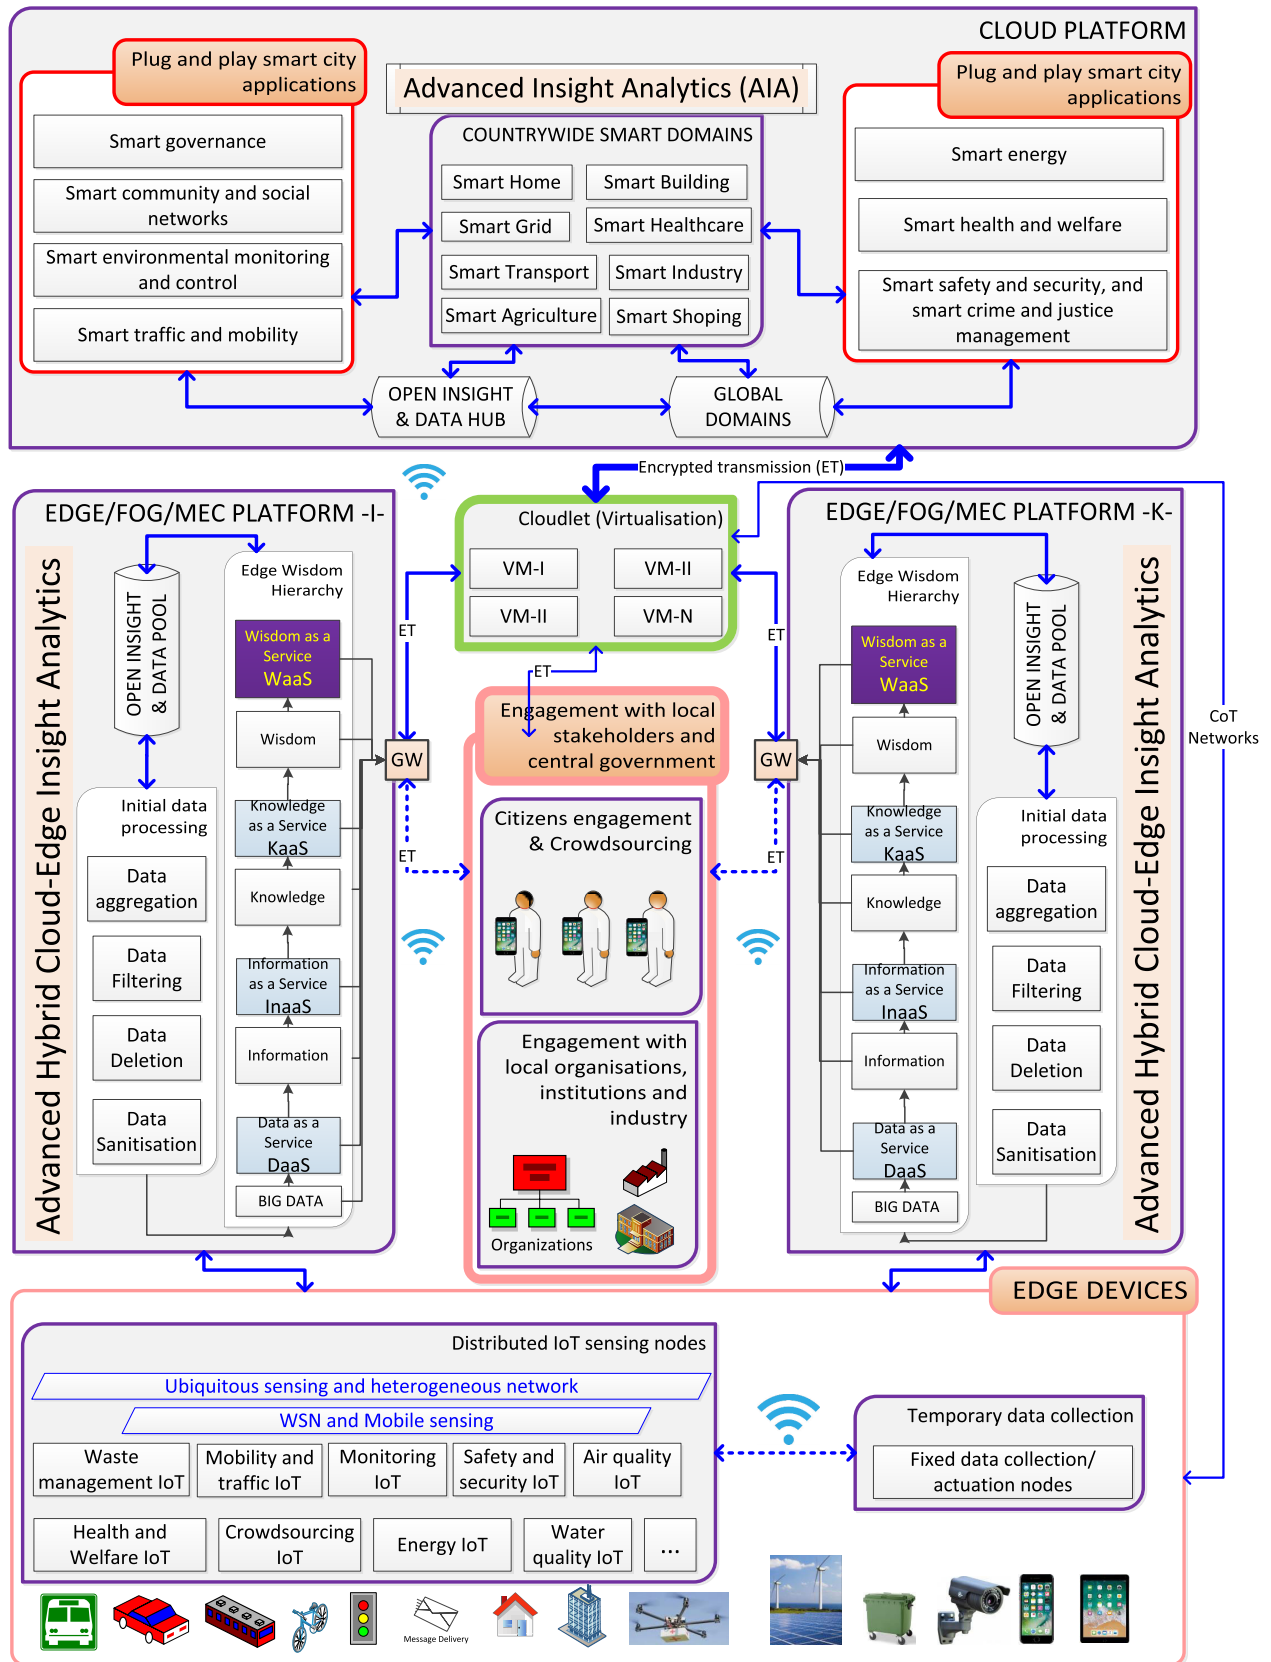 CLOUD PLATFORM
Plug and play smart city
applications
Smart governance
Smart community and social
networks
Smart environmental monitoring
and control
Smart traffic and mobility
Advanced Insight Analytics (AIA)
COUNTRYWIDE SMART DOMAINS
Smart Home
Smart Building
Smart Grid
Smart Healthcare
Smart Transport
Smart Industry
Smart Agriculture
Smart Shoping
Plug and play smart city
applications
Smart energy
Smart health and welfare
Smart safety and security, and
smart crime and justice
management
OPEN INSIGHT
& DATA HUB
GLOBAL
DOMAINS
Encrypted transmission (ET)
EDGE/FOG/MEC PLATFORM -I-
Advanced Hybrid Cloud-Edge Insight Analytics
OPEN INSIGHT
& DATA POOL
Initial data
processing
Data
aggregation
Data
Filtering
Data
Deletion
Data
Sanitisation
Edge Wisdom
Hierarchy
Wisdom as a
Service
WaaS
Wisdom
Knowledge
as a Service
KaaS
Knowledge
Information
as a Service
InaaS
Information
Data as a
Service
DaaS
BIG DATA
ET
GW
ET
Cloudlet (Virtualisation)
VM-I
VM-II
VM-II
VM-N
ET
Engagement with local
stakeholders and
central government
Citizens engagement
& Crowdsourcing
Engagement with
local organisations,
institutions and
industry
Organizations
ET
GW
ET
EDGE/FOG/MEC PLATFORM -K-
Edge Wisdom
Hierarchy
Wisdom as a
Service
WaaS
Wisdom
Knowledge
as a Service
KaaS
Knowledge
Information
as a Service
InaaS
Information
Data as a
Service
DaaS
BIG DATA
OPEN INSIGHT
& DATA POOL
Initial data
processing
Data
aggregation
Data
Filtering
Data
Deletion
Data
Sanitisation
Advanced Hybrid Cloud-Edge Insight Analytics
CoT
Networks
EDGE DEVICES
Distributed IoT sensing nodes
Ubiquitous sensing and heterogeneous network
WSN and Mobile sensing
Waste
management IoT
Mobility and
traffic IoT
Monitoring
IoT
Safety and
security IoT
Air quality
IoT
Health and
Welfare IoT
Crowdsourcing
IoT
Energy IoT
Water
quality IoT
...
Temporary data collection
Fixed data collection/
actuation nodes
Message Delivery